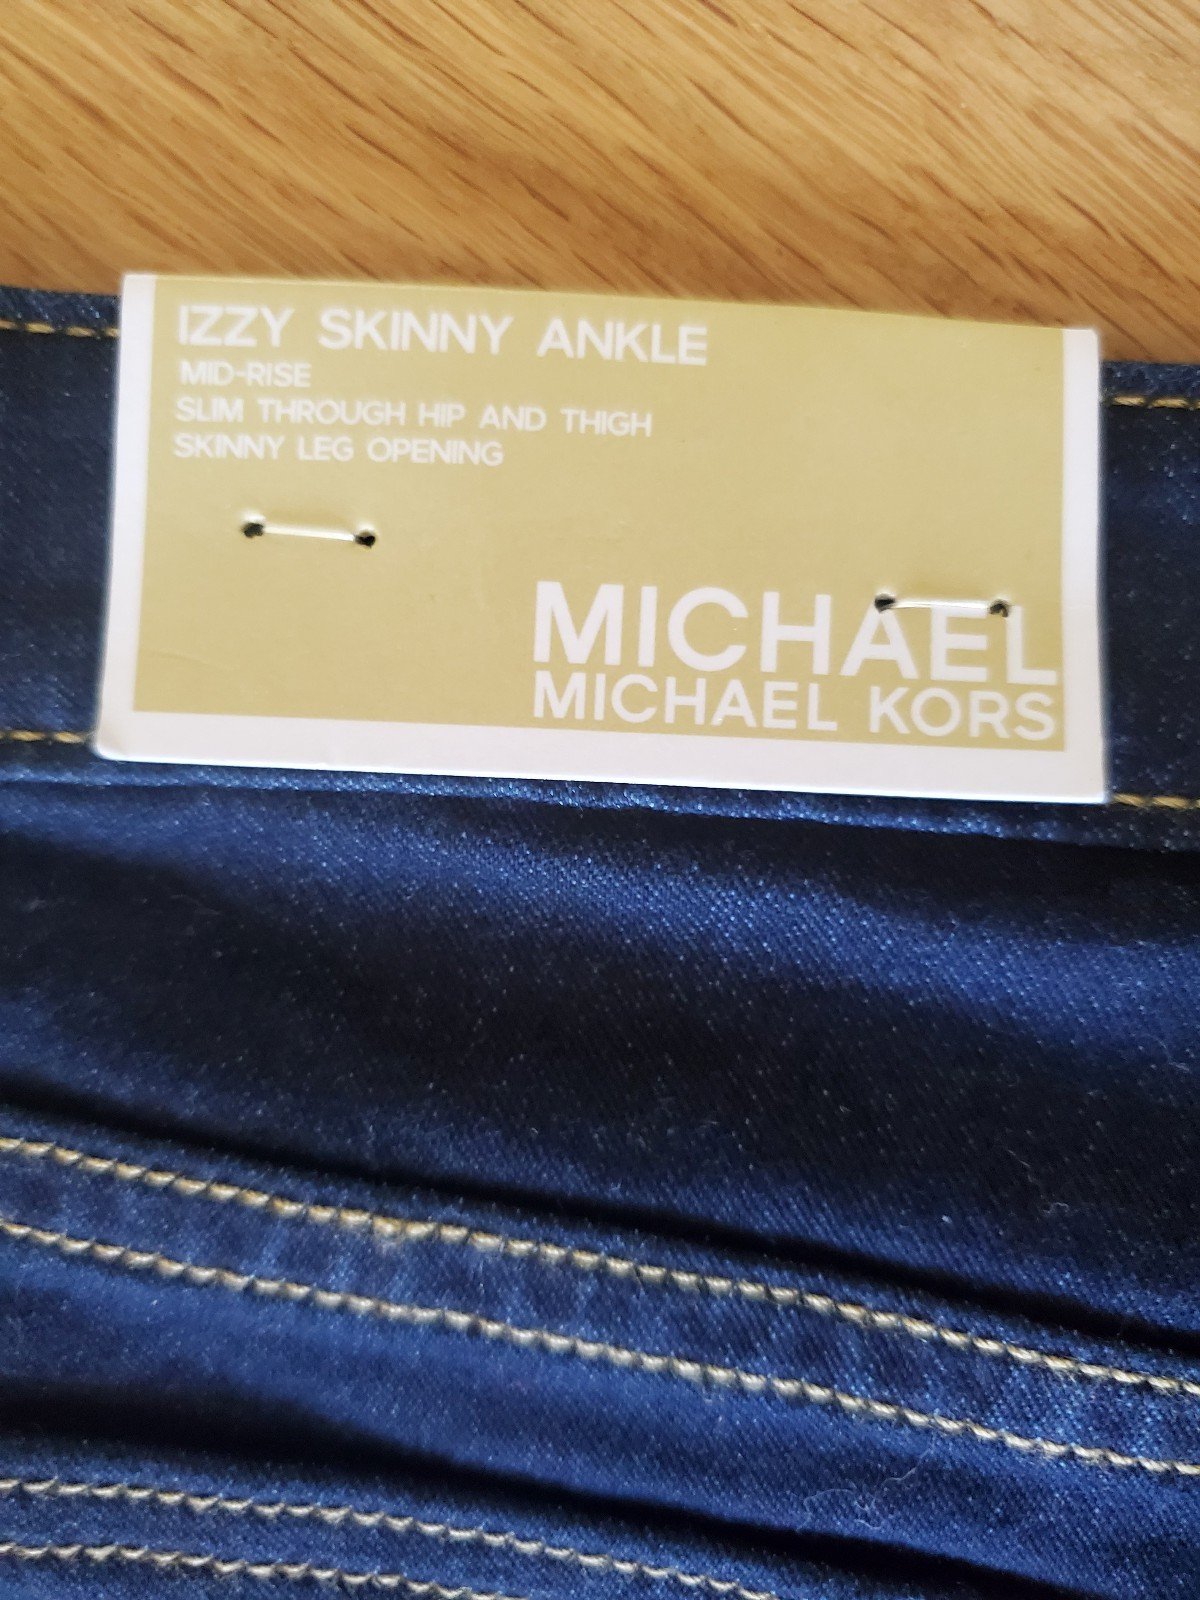 IZZY SKINNY ANKLE
MID-RISE
SLIM THROUGH HIP AND THIGH
SKINNY LEG OPENING
MICHAEL
MICHAEL KORS